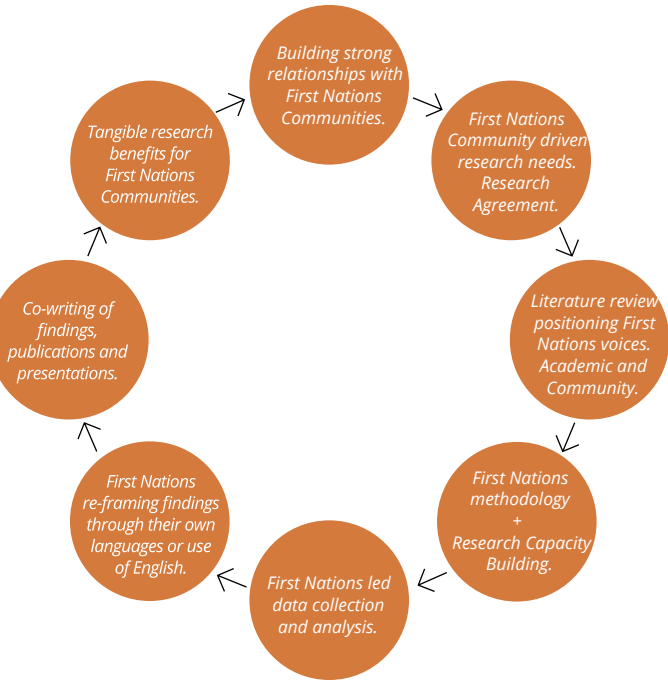 Building strong
relationships with
First Nations
Communities.
First Nations
Community driven
research needs.
Research
Agreement.
Literature review
positioning First
Nations voices.
Academic and
Community.
First Nations
methodology
+
Research Capacity
Building.
First Nations led
data collection
and analysis.
First Nations
re-framing findings
through their own
languages or use
of English.
Co-writing of
findings,
publications and
presentations.
Tangible research
benefits for
First Nations
Communities.